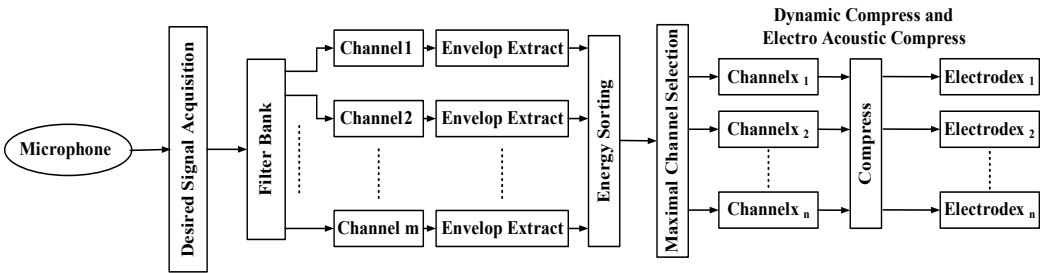 Dynamic Compress and
Electro Acoustic Compress
Microphone
Desired Signal Acquisition
Filter Bank
Channel1
Envelop Extract
Channel2
Envelop Extract
Channel m
Envelop Extract
Energy Sorting
Maximal Channel Selection
Channelx 1
Channelx 2
Channelx n
Compress
Electrodex 1
Electrodex 2
Electrodex n